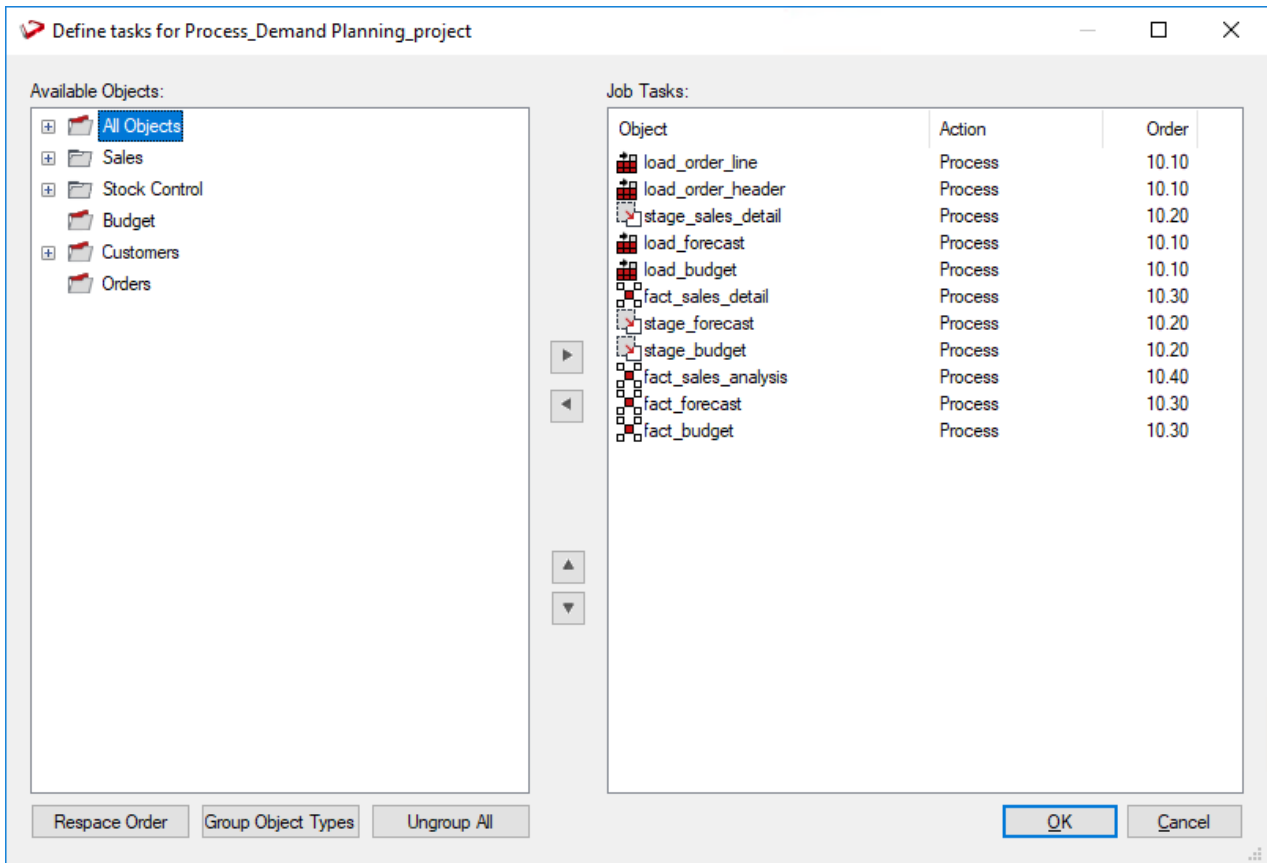 Define tasks for Process_Demand Planning_project
Available Objects:
All Objects
Sales
Stock Control
Budget
Customers
Orders
Job Tasks:
Object Action Order
load_order_line Process 10.10
load_order_header Process 10.10
stage_sales_detail Process 10.20
load_forecast Process 10.10
load_budget Process 10.10
fact_sales_detail Process 10.30
stage_forecast Process 10.20
stage_budget Process 10.20
fact_sales_analysis Process 10.40
fact_forecast Process 10.30
fact_budget Process 10.30
Respace Order Group Object Types Ungroup All OK Cancel